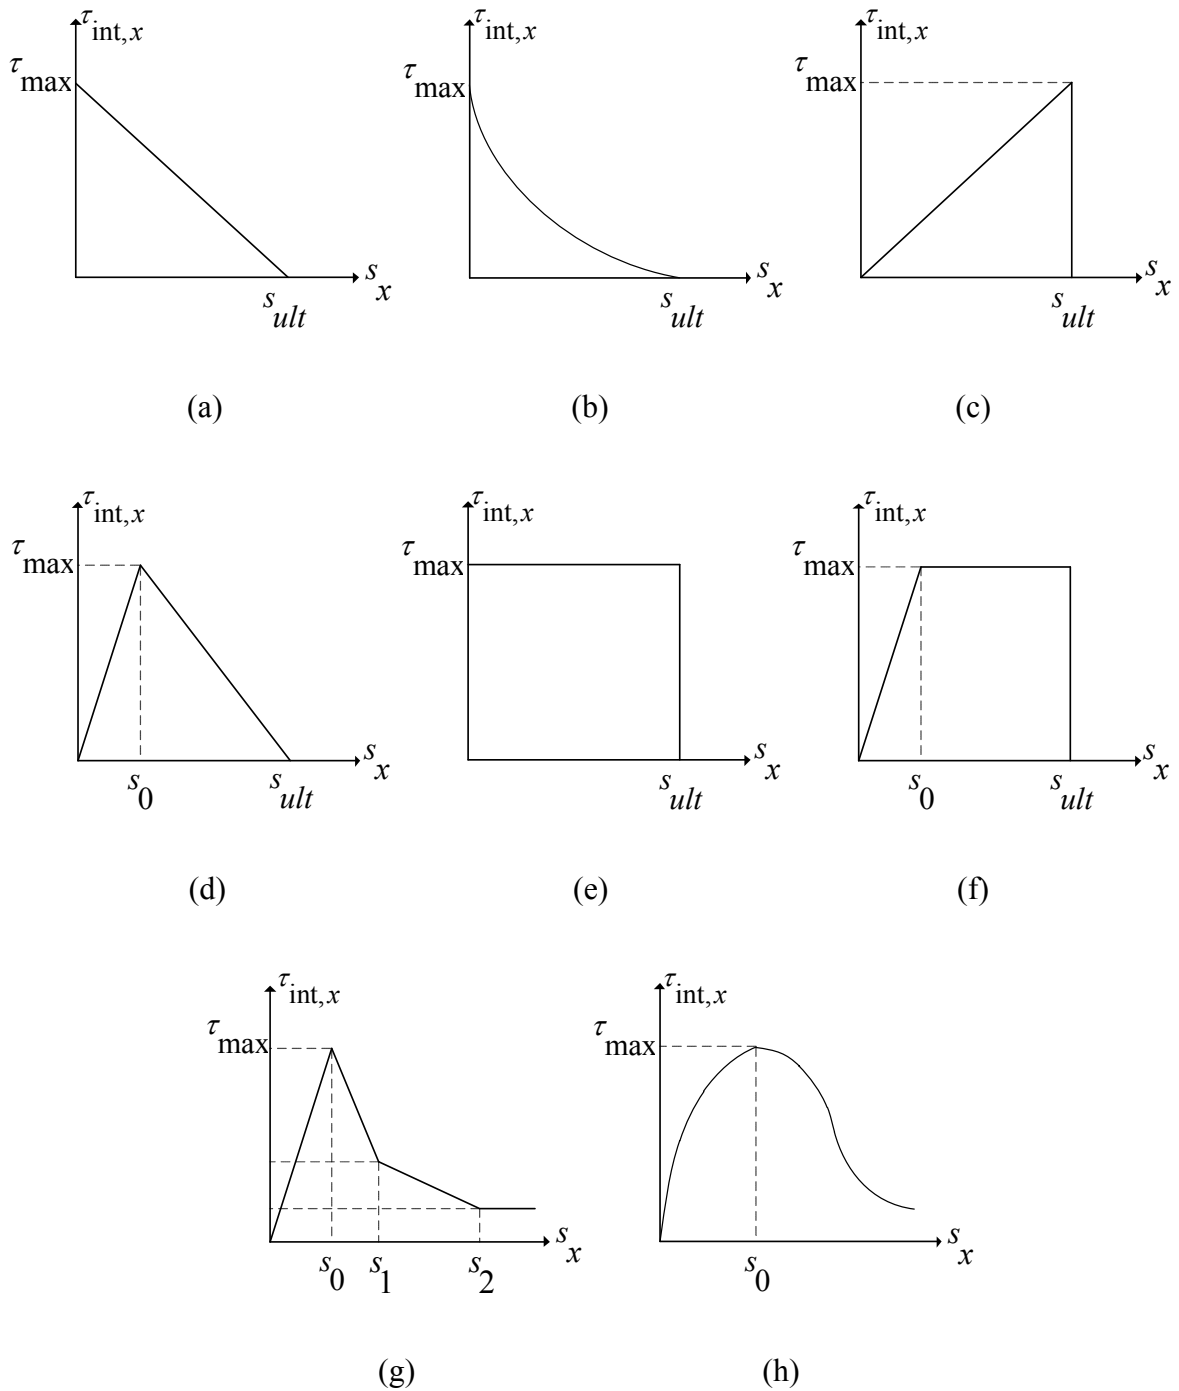 τint,x τint,x τint,x
τmax τmax τmax
sx sx sx
sult sult sult
(a) (b) (c)
τint,x τint,x τint,x
τmax τmax τmax
sx sx sx
s0 sult sult s0 sult
(d) (e) (f)
τint,x τint,x
τmax τmax
sx sx
s0 s1 s2 s0
(g) (h)